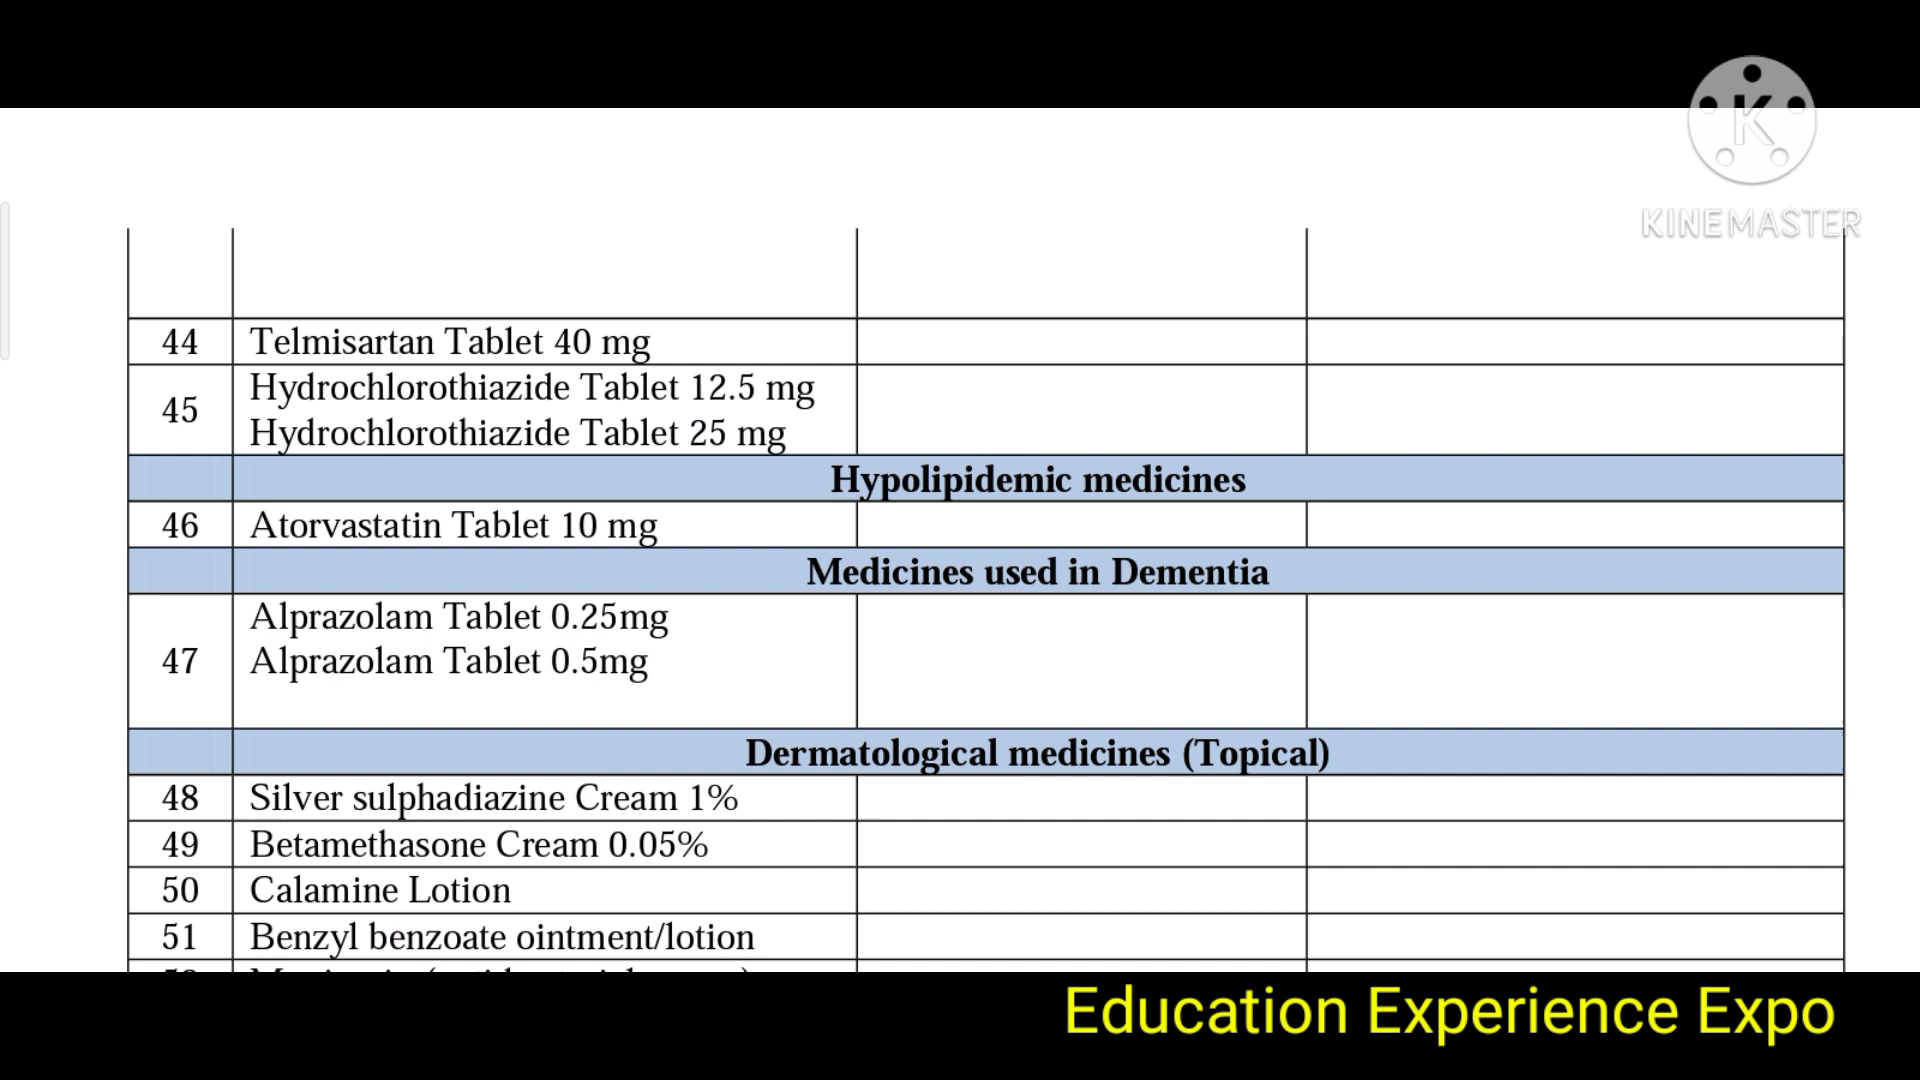 K
KINEMASTER
44 Telmisartan Tablet 40 mg
45 Hydrochlorothiazide Tablet 12.5 mg
Hydrochlorothiazide Tablet 25 mg
Hypolipidemic medicines
46 Atorvastatin Tablet 10 mg
Medicines used in Dementia
47 Alprazolam Tablet 0.25mg
Alprazolam Tablet 0.5mg
Dermatological medicines (Topical)
48 Silver sulphadiazine Cream 1%
49 Betamethasone Cream 0.05%
50 Calamine Lotion
51 Benzyl benzoate ointment/lotion
Education Experience Expo